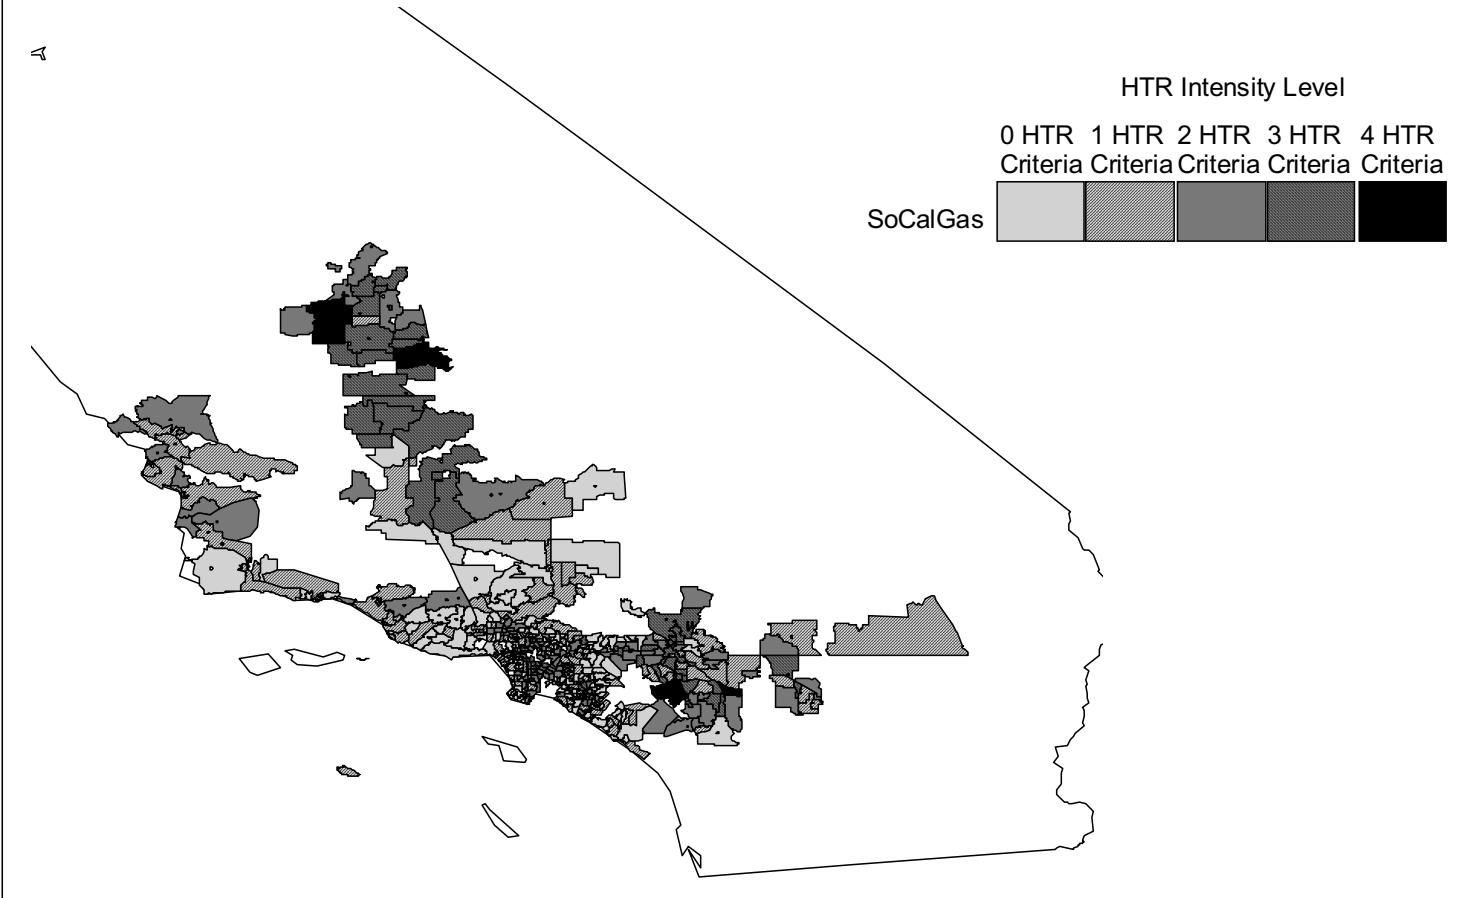 HTR Intensity Level
0 HTR 1 HTR 2 HTR 3 HTR 4 HTR
Criteria Criteria Criteria Criteria Criteria
SoCalGas